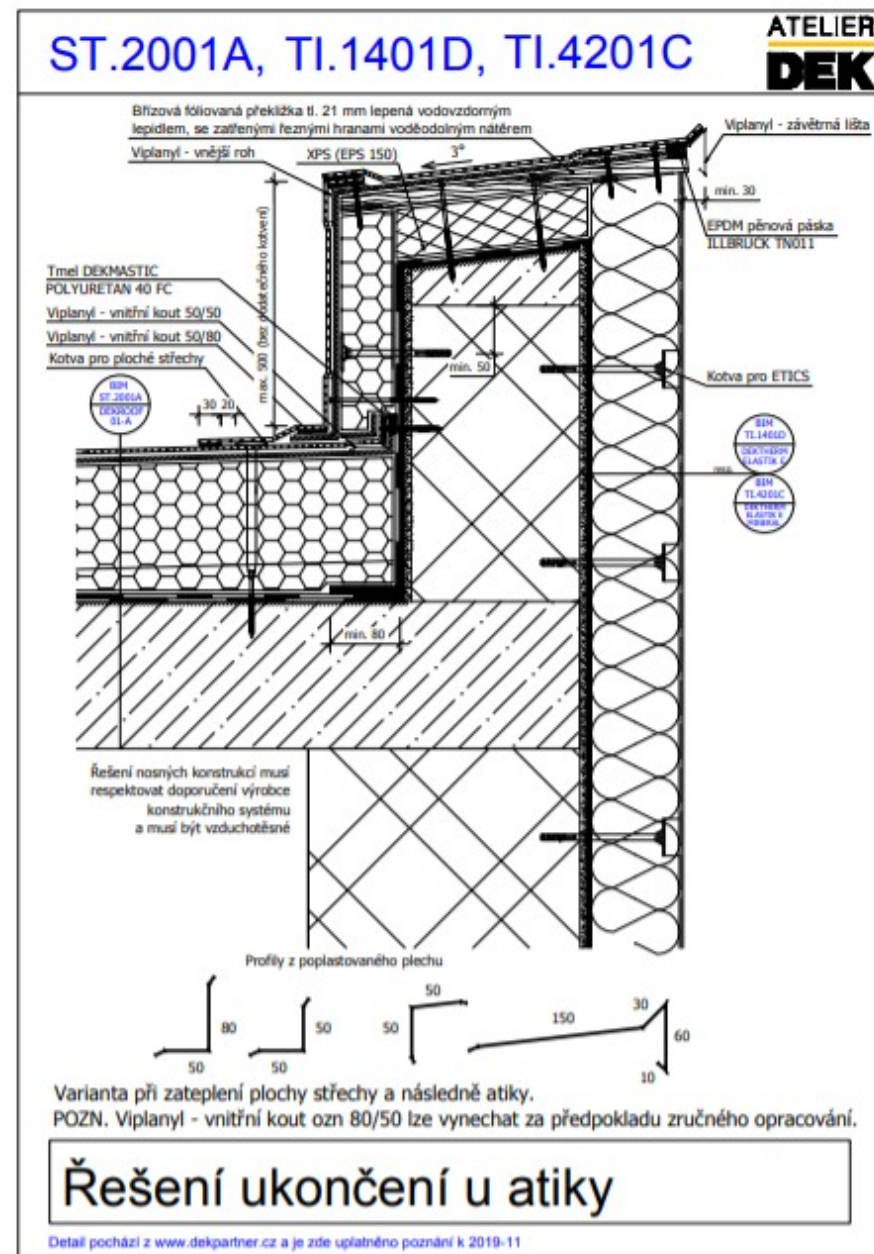 ST.2001A, TI.1401D, TI.4201C
ATELIER
DEK
Břízová fóliovaná překližka tl. 21 mm lepená vodovzdorným
lepidlem, se zatřenými řeznými hranami voděodolným nátěrem
Viplanyl - vnější roh
XPS (EPS 150)
3°
Viplanyl - závětrná lišta
min. 30
EPDM pěnová páska
ILLBRUCK TN011
Tmel DEKMASTIC
POLYURETAN 40 FC
Viplanyl - vnitřní kout 50/50
Viplanyl - vnitřní kout 50/80
Kotva pro ploché střechy
max. 500 (bez dodatečného kotvení)
min. 50
Kotva pro ETICS
BIM
ST.2001A
DEKROOF
01-A
30 20
BIM
TI.1401D
DEKTHERM
ELASTIK E
resp.
BIM
TI.4201C
DEKTHERM
ELASTIK E
MINERAL
min. 80
Řešení nosných konstrukcí musí
respektovat doporučení výrobce
konstrukčního systému
a musí být vzduchotěsné
Profily z poplastovaného plechu
80
50
50
50
50
50
150
30
60
10
Varianta při zateplení plochy střechy a následně atiky.
POZN. Viplanyl - vnitřní kout ozn 80/50 lze vynechat za předpokladu zručného opracování.
Řešení ukončení u atiky
Detail pochází z www.dekpartner.cz a je zde uplatněno poznání k 2019-11